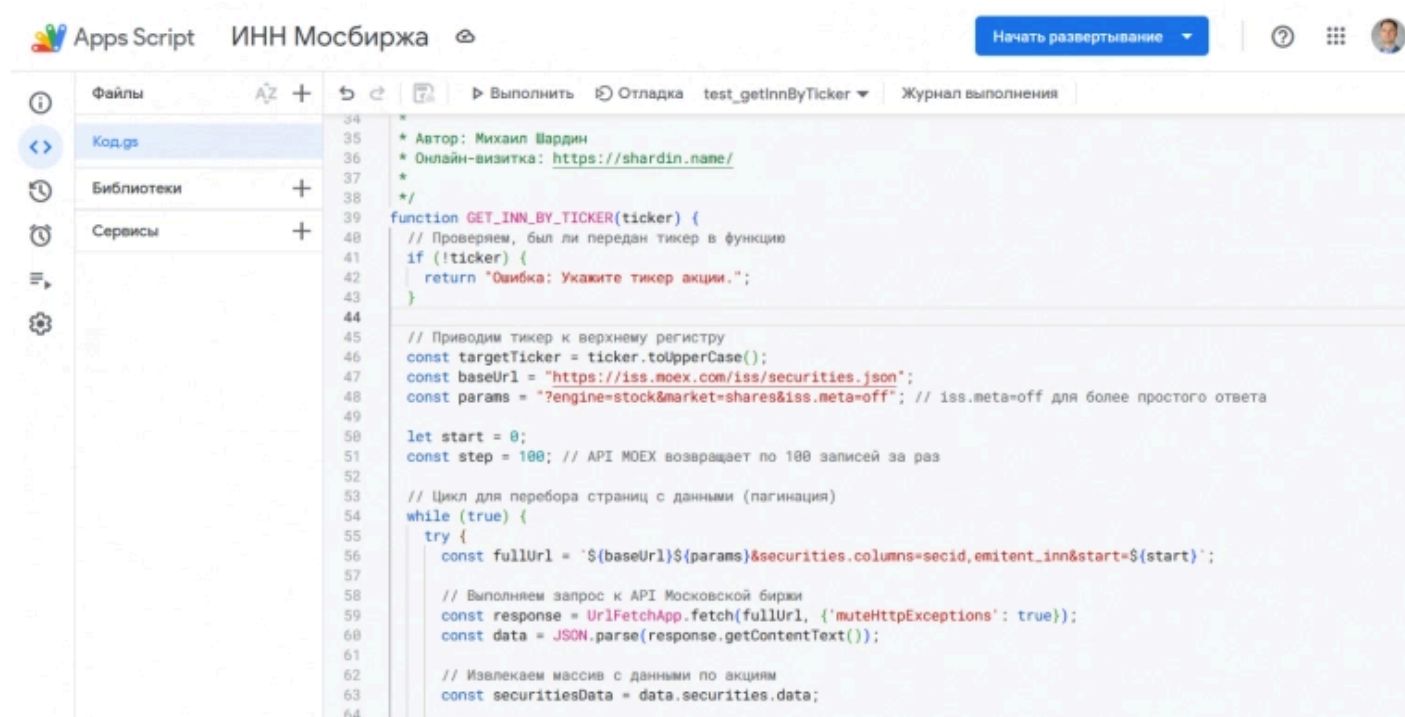 Apps Script ИНН Мосбиржа
Начать развертывание
Файлы
AZ
Выполнить Отладка test_getInnByTicker Журнал выполнения
Код.gs
Библиотеки
Сервисы
34 *
35 * Автор: Михаил Шардин
36 * Онлайн-визитка: https://shardin.name/
37 *
38 */
39 function GET_INN_BY_TICKER(ticker) {
40 // Проверяем, был ли передан тикер в функцию
41 if (!ticker) {
42 return "Ошибка: Укажите тикер акции.";
43 }
44
45 // Приводим тикер к верхнему регистру
46 const targetTicker = ticker.toUpperCase();
47 const baseUrl = "https://iss.moex.com/iss/securities.json";
48 const params = "?engine=stock&market=shares&iss.meta=off"; // iss.meta=off для более простого ответа
49
50 let start = 0;
51 const step = 100; // API MOEX возвращает по 100 записей за раз
52
53 // Цикл для перебора страниц с данными (пагинация)
54 while (true) {
55 try {
56 const fullUrl = `${baseUrl}${params}&securities.columns=secid,emitent_inn&start=${start}`;
57
58 // Выполняем запрос к API Московской биржи
59 const response = UrlFetchApp.fetch(fullUrl, {'muteHttpExceptions': true});
60 const data = JSON.parse(response.getContentText());
61
62 // Извлекаем массив с данными по акциям
63 const securitiesData = data.securities.data;
64